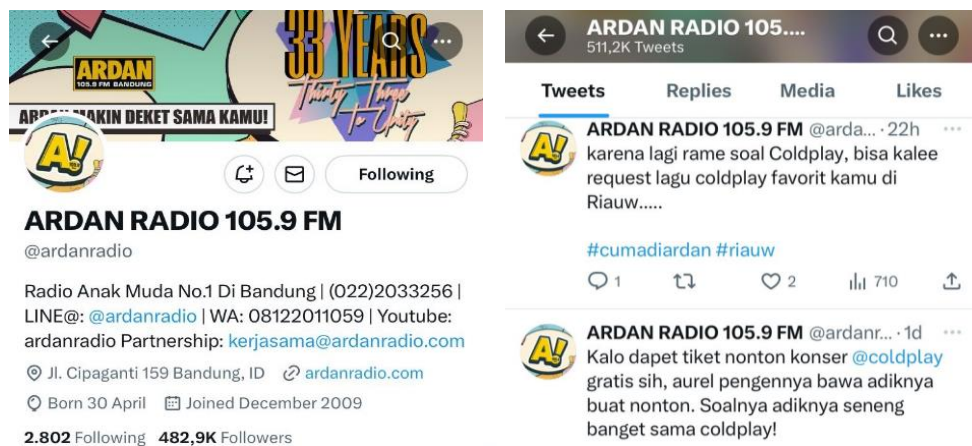 ARDAN
105.9 FM BANDUNG
33 YEARS
Thirty Three
To Unity
MAKIN DEKET SAMA KAMU!
A!
Following
ARDAN RADIO 105.9 FM
@ardanradio
Radio Anak Muda No.1 Di Bandung | (022)2033256 |
LINE@: @ardanradio | WA: 08122011059 | Youtube:
ardanradio Partnership: kerjasama@ardanradio.com
Jl. Cipaganti 159 Bandung, ID ardanradio.com
Born 30 April Joined December 2009
2.802 Following 482,9K Followers
ARDAN RADIO 105....
511,2K Tweets
Tweets Replies Media Likes
A!
ARDAN RADIO 105.9 FM @arda... · 22h
karena lagi rame soal Coldplay, bisa kalee
request lagu coldplay favorit kamu di
Riauw.....
#cumadiardan #riauw
1 2 710
A!
ARDAN RADIO 105.9 FM @ardanr... · 1d
Kalo dapet tiket nonton konser @coldplay
gratis sih, aurel pengennya bawa adiknya
buat nonton. Soalnya adiknya seneng
banget sama coldplay!